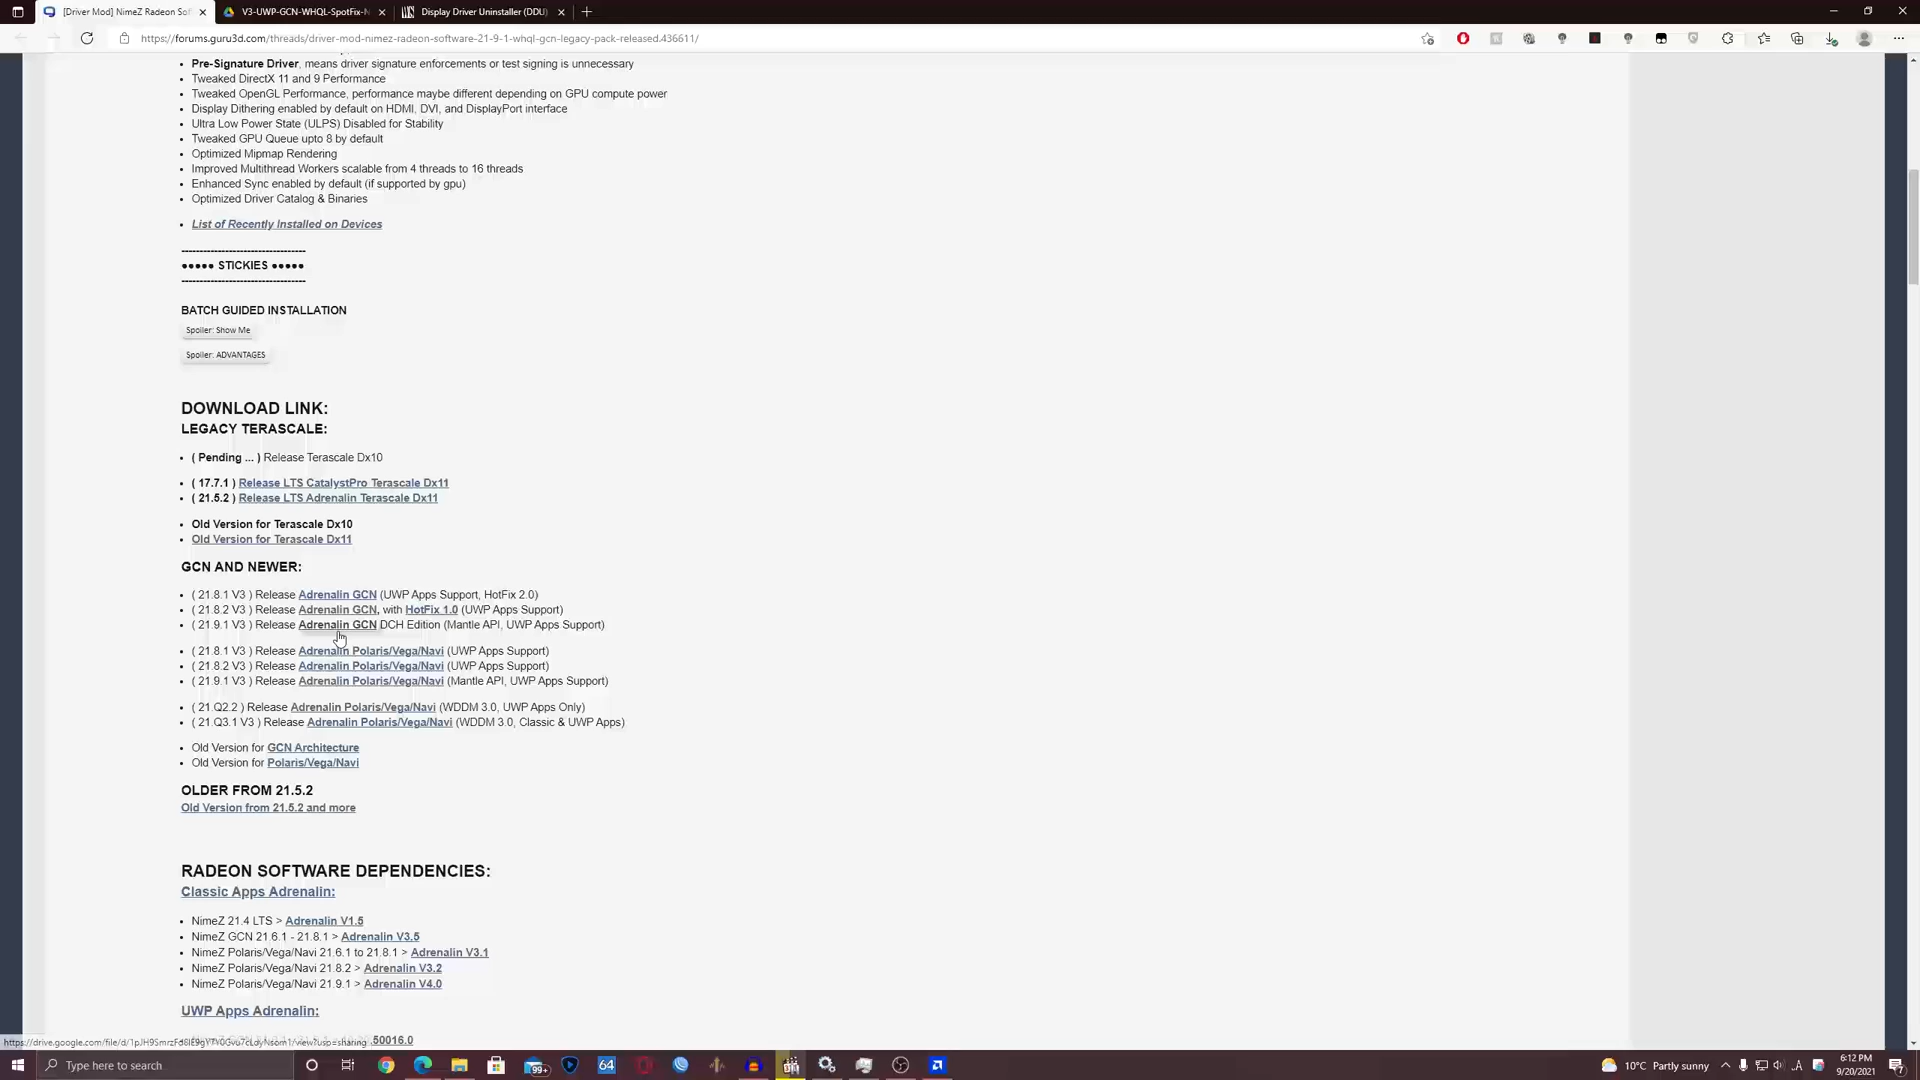 [Driver Mod] NimeZ Radeon Sof
V3-UWP-GCN-WHQL-SpotFix-N
Display Driver Uninstaller (DDU)
https://forums.guru3d.com/threads/driver-mod-nimez-radeon-software-21-9-1-whql-gcn-legacy-pack-released.436611/
Pre-Signature Driver, means driver signature enforcements or test signing is unnecessary
Tweaked DirectX 11 and 9 Performance
Tweaked OpenGL Performance, performance maybe different depending on GPU compute power
Display Dithering enabled by default on HDMI, DVI, and DisplayPort interface
Ultra Low Power State (ULPS) Disabled for Stability
Tweaked GPU Queue upto 8 by default
Optimized Mipmap Rendering
Improved Multithread Workers scalable from 4 threads to 16 threads
Enhanced Sync enabled by default (if supported by gpu)
Optimized Driver Catalog & Binaries
List of Recently Installed on Devices
----------------------------------
●●●●● STICKIES ●●●●●
----------------------------------
BATCH GUIDED INSTALLATION
Spoiler: Show Me
Spoiler: ADVANTAGES
DOWNLOAD LINK:
LEGACY TERASCALE:
( Pending ... ) Release Terascale Dx10
( 17.7.1 ) Release LTS CatalystPro Terascale Dx11
( 21.5.2 ) Release LTS Adrenalin Terascale Dx11
Old Version for Terascale Dx10
Old Version for Terascale Dx11
GCN AND NEWER:
( 21.8.1 V3 ) Release Adrenalin GCN (UWP Apps Support, HotFix 2.0)
( 21.8.2 V3 ) Release Adrenalin GCN, with HotFix 1.0 (UWP Apps Support)
( 21.9.1 V3 ) Release Adrenalin GCN DCH Edition (Mantle API, UWP Apps Support)
( 21.8.1 V3 ) Release Adrenalin Polaris/Vega/Navi (UWP Apps Support)
( 21.8.2 V3 ) Release Adrenalin Polaris/Vega/Navi (UWP Apps Support)
( 21.9.1 V3 ) Release Adrenalin Polaris/Vega/Navi (Mantle API, UWP Apps Support)
( 21.Q2.2 ) Release Adrenalin Polaris/Vega/Navi (WDDM 3.0, UWP Apps Only)
( 21.Q3.1 V3 ) Release Adrenalin Polaris/Vega/Navi (WDDM 3.0, Classic & UWP Apps)
Old Version for GCN Architecture
Old Version for Polaris/Vega/Navi
OLDER FROM 21.5.2
Old Version from 21.5.2 and more
RADEON SOFTWARE DEPENDENCIES:
Classic Apps Adrenalin:
NimeZ 21.4 LTS > Adrenalin V1.5
NimeZ GCN 21.6.1 - 21.8.1 > Adrenalin V3.5
NimeZ Polaris/Vega/Navi 21.6.1 to 21.8.1 > Adrenalin V3.1
NimeZ Polaris/Vega/Navi 21.8.2 > Adrenalin V3.2
NimeZ Polaris/Vega/Navi 21.9.1 > Adrenalin V4.0
UWP Apps Adrenalin:
50016.0
Type here to search
99+
64
10°C Partly sunny
6:12 PM
9/20/2021